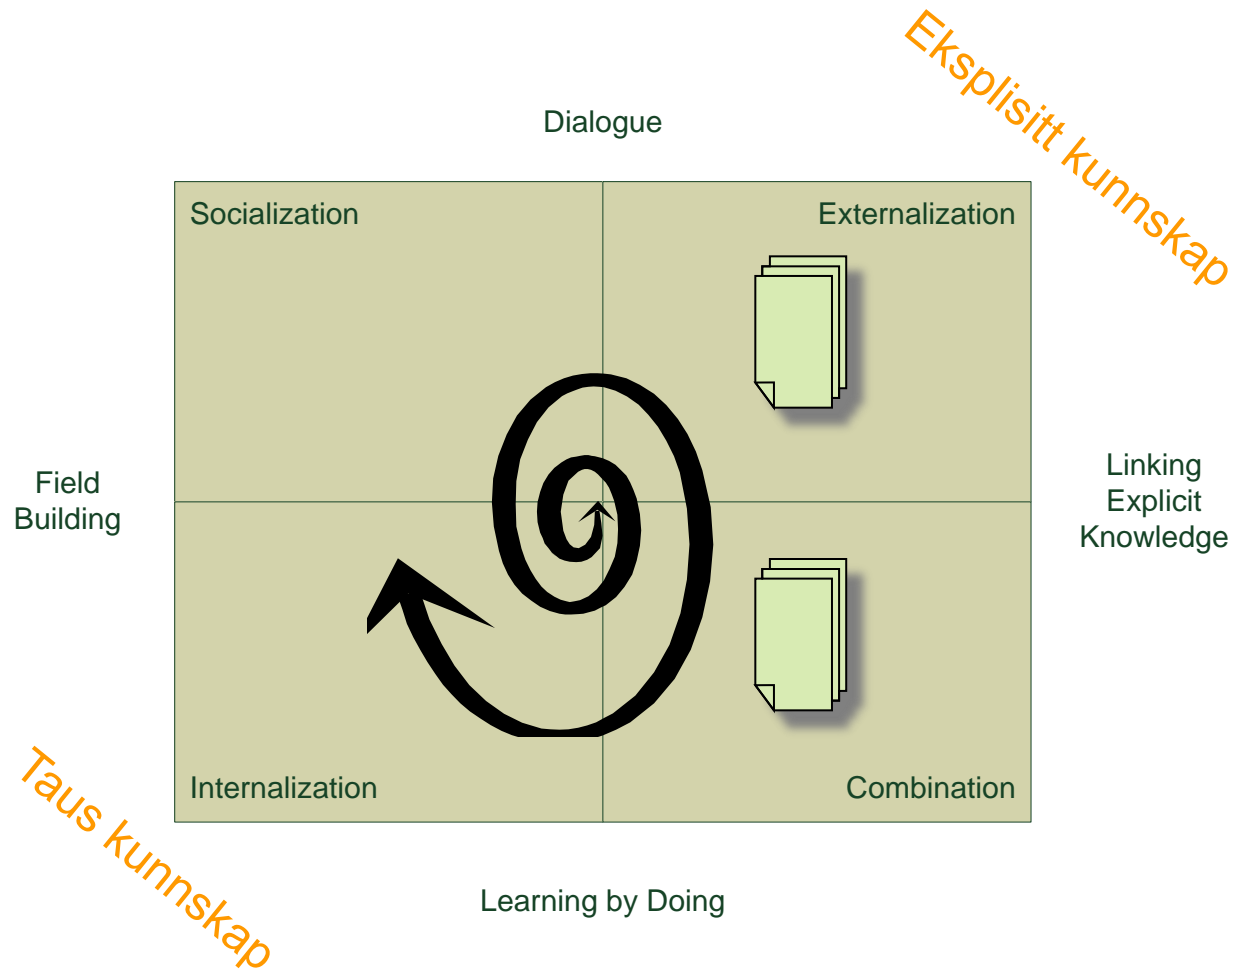 Eksplisitt kunnskap
Dialogue
Socialization
Externalization
Field
Building
Linking
Explicit
Knowledge
Internalization
Combination
Taus kunnskap
Learning by Doing